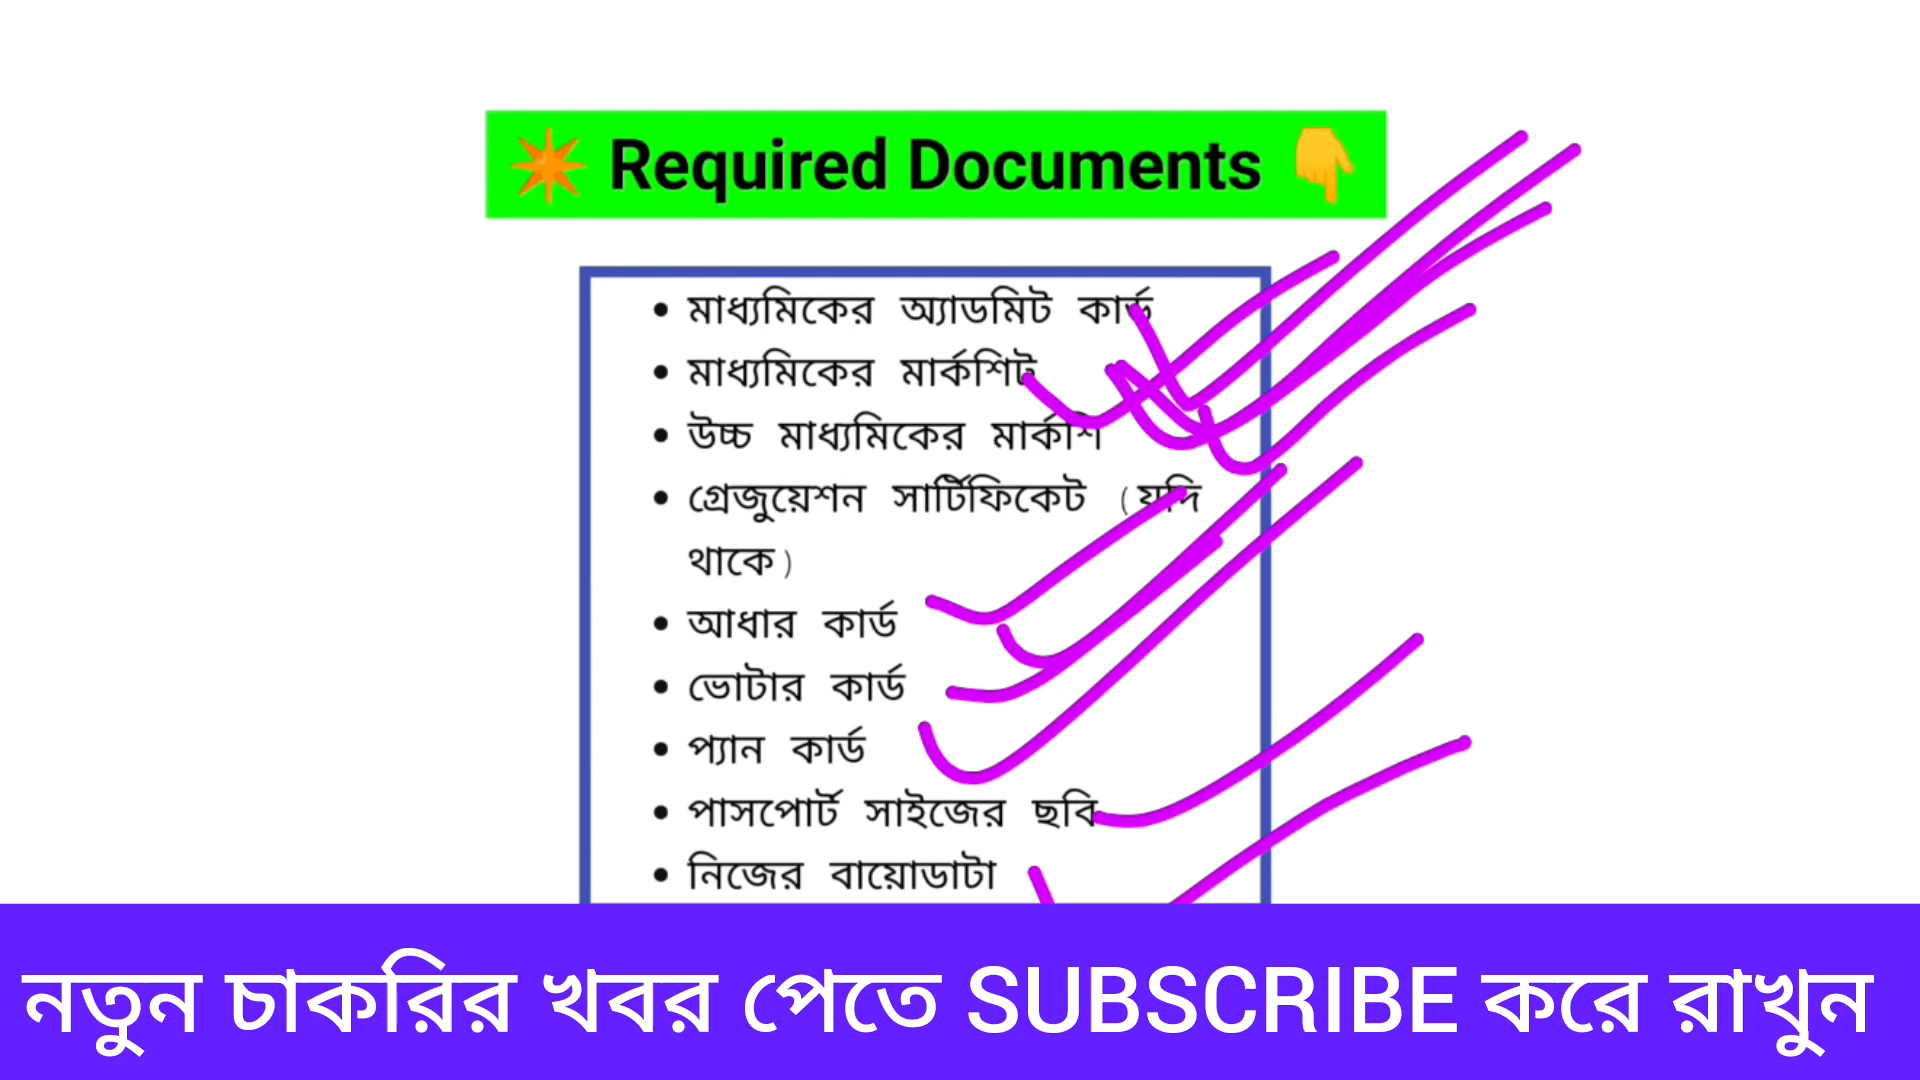 Required Documents
মাধ্যমিকের অ্যাডমিট কার্ড
মাধ্যমিকের মার্কশিট
উচ্চ মাধ্যমিকের মার্কশি
গ্রেজুয়েশন সার্টিফিকেট (যদি
থাকে)
আধার কার্ড
ভোটার কার্ড
প্যান কার্ড
পাসপোর্ট সাইজের ছবি
নিজের বায়োডাটা
নতুন চাকরির খবর পেতে SUBSCRIBE করে রাখুন